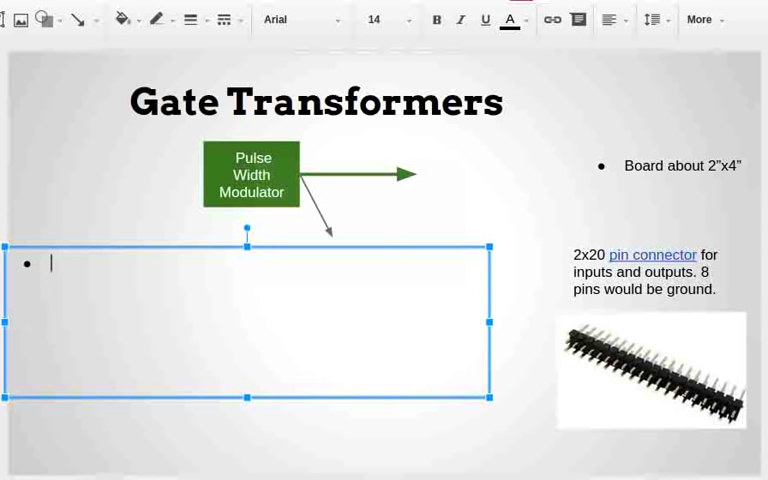 Arial
14
B
I
U
A
More
Gate Transformers
Pulse
Width
Modulator
● Board about 2”x4”
●
2x20 pin connector for
inputs and outputs. 8
pins would be ground.